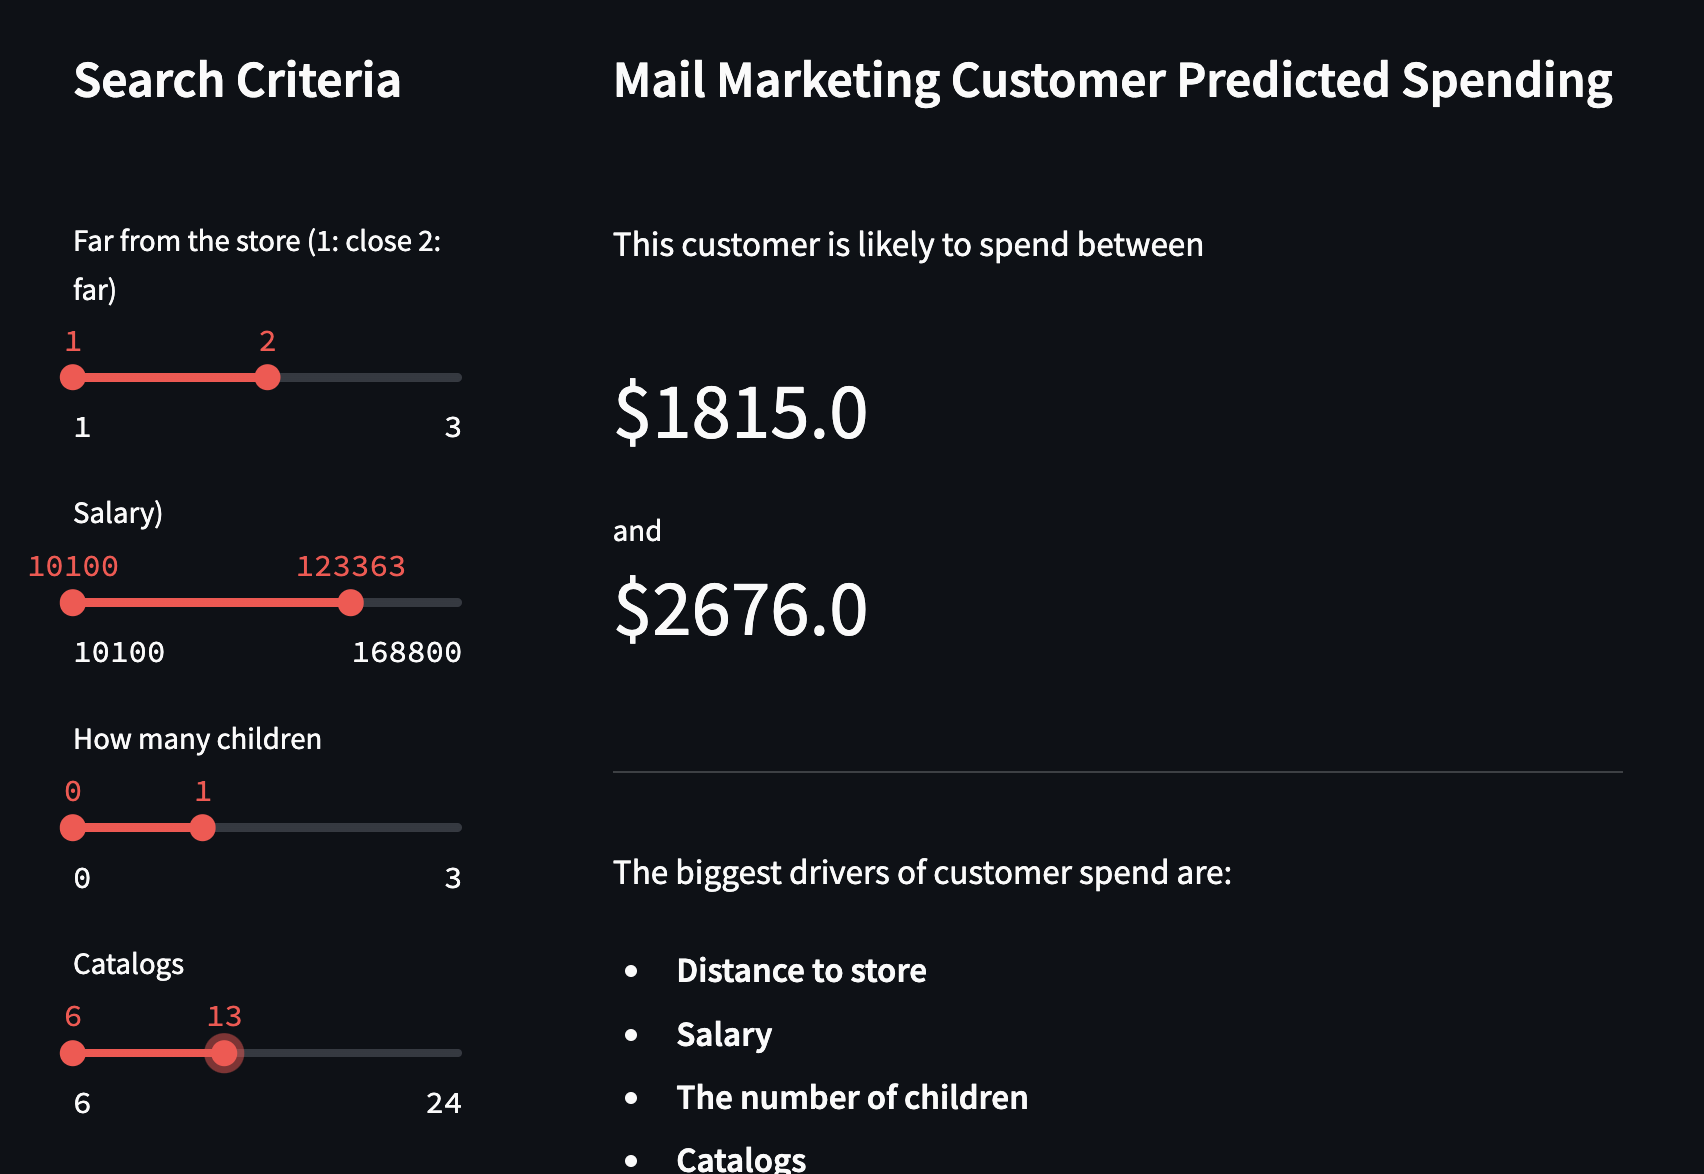 Search Criteria
Far from the store (1: close 2:
far)
1 2
1 3
Salary)
10100 123363
10100 168800
How many children
0 1
0 3
Catalogs
6 13
6 24
Mail Marketing Customer Predicted Spending
This customer is likely to spend between
$1815.0
and
$2676.0
The biggest drivers of customer spend are:
• Distance to store
• Salary
• The number of children
• Catalogs